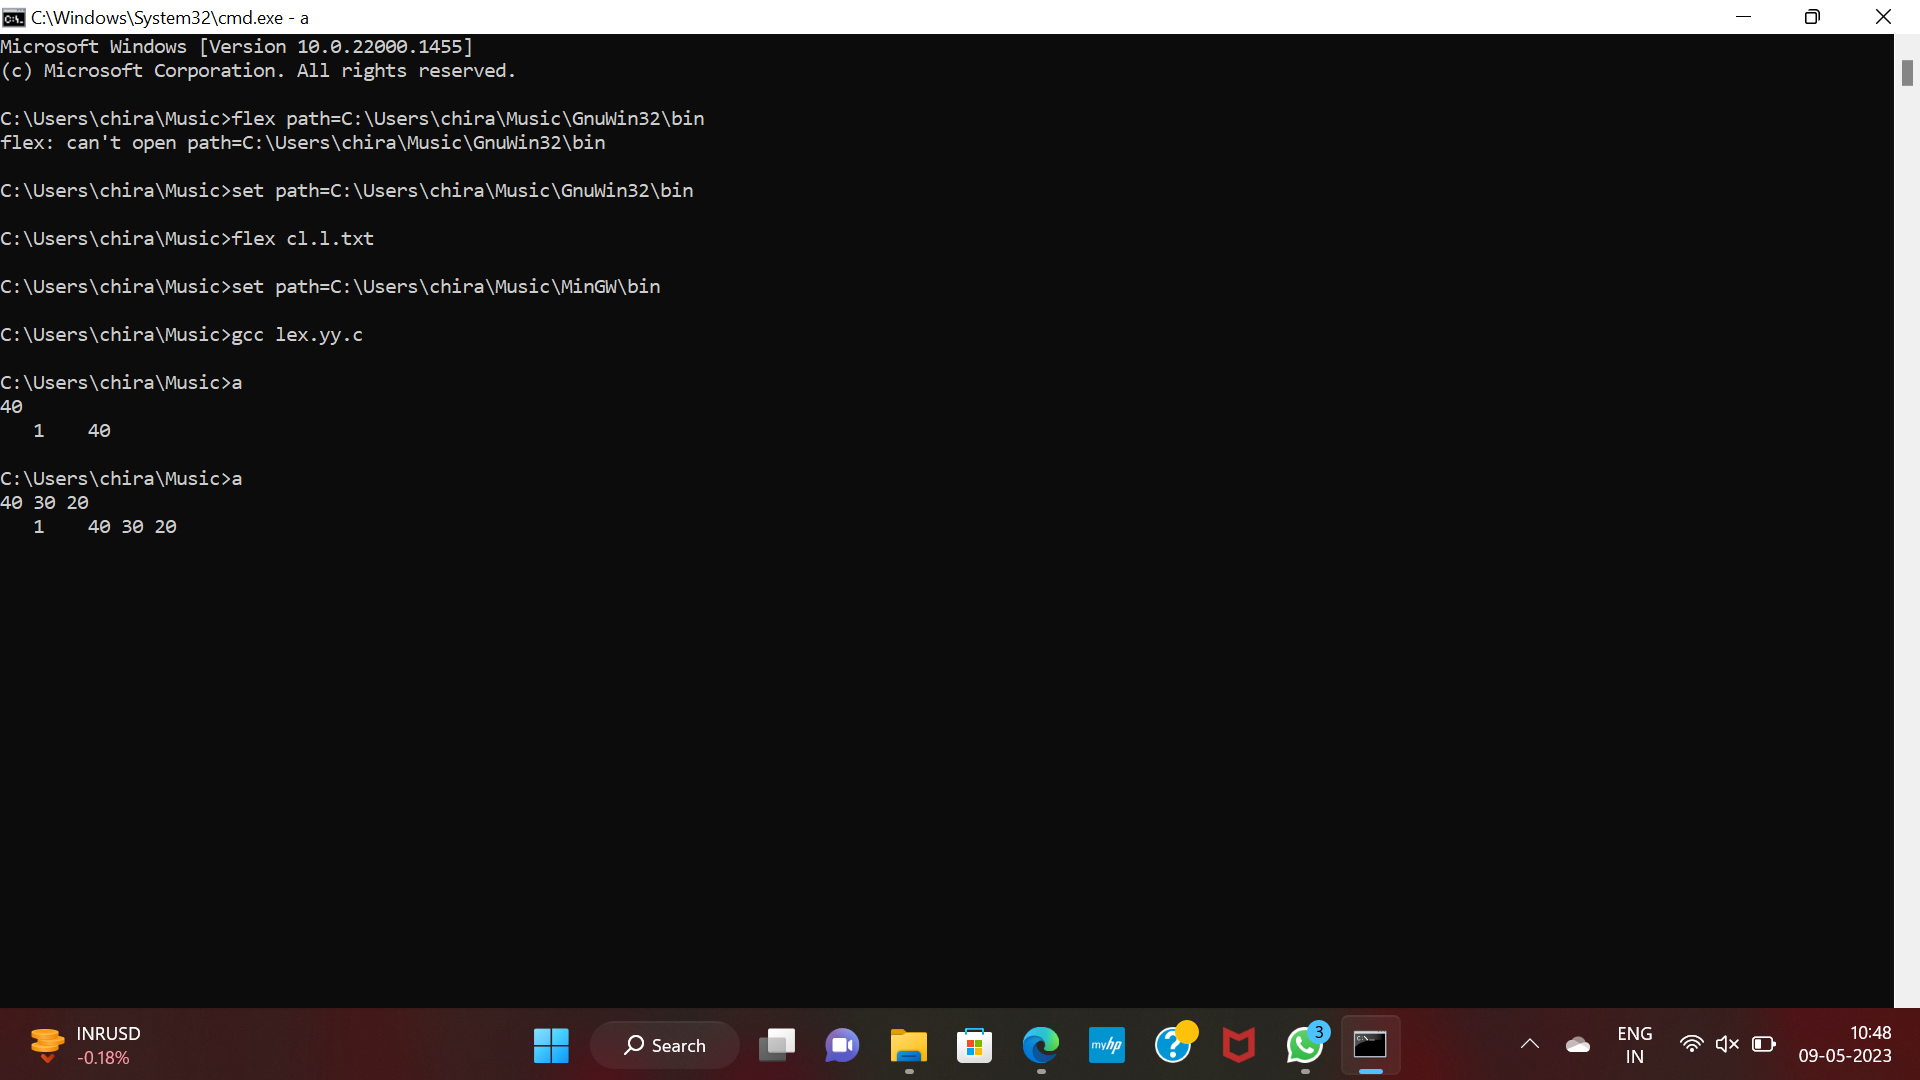 C:\Windows\System32\cmd.exe - a
Microsoft Windows [Version 10.0.22000.1455]
(c) Microsoft Corporation. All rights reserved.
C:\Users\chira\Music>flex path=C:\Users\chira\Music\GnuWin32\bin
flex: can't open path=C:\Users\chira\Music\GnuWin32\bin
C:\Users\chira\Music>set path=C:\Users\chira\Music\GnuWin32\bin
C:\Users\chira\Music>flex cl.l.txt
C:\Users\chira\Music>set path=C:\Users\chira\Music\MinGW\bin
C:\Users\chira\Music>gcc lex.yy.c
C:\Users\chira\Music>a
40
   1    40
C:\Users\chira\Music>a
40 30 20
   1    40 30 20
INRUSD
-0.18%
Search
myhp
3
ENG
IN
10:48
09-05-2023